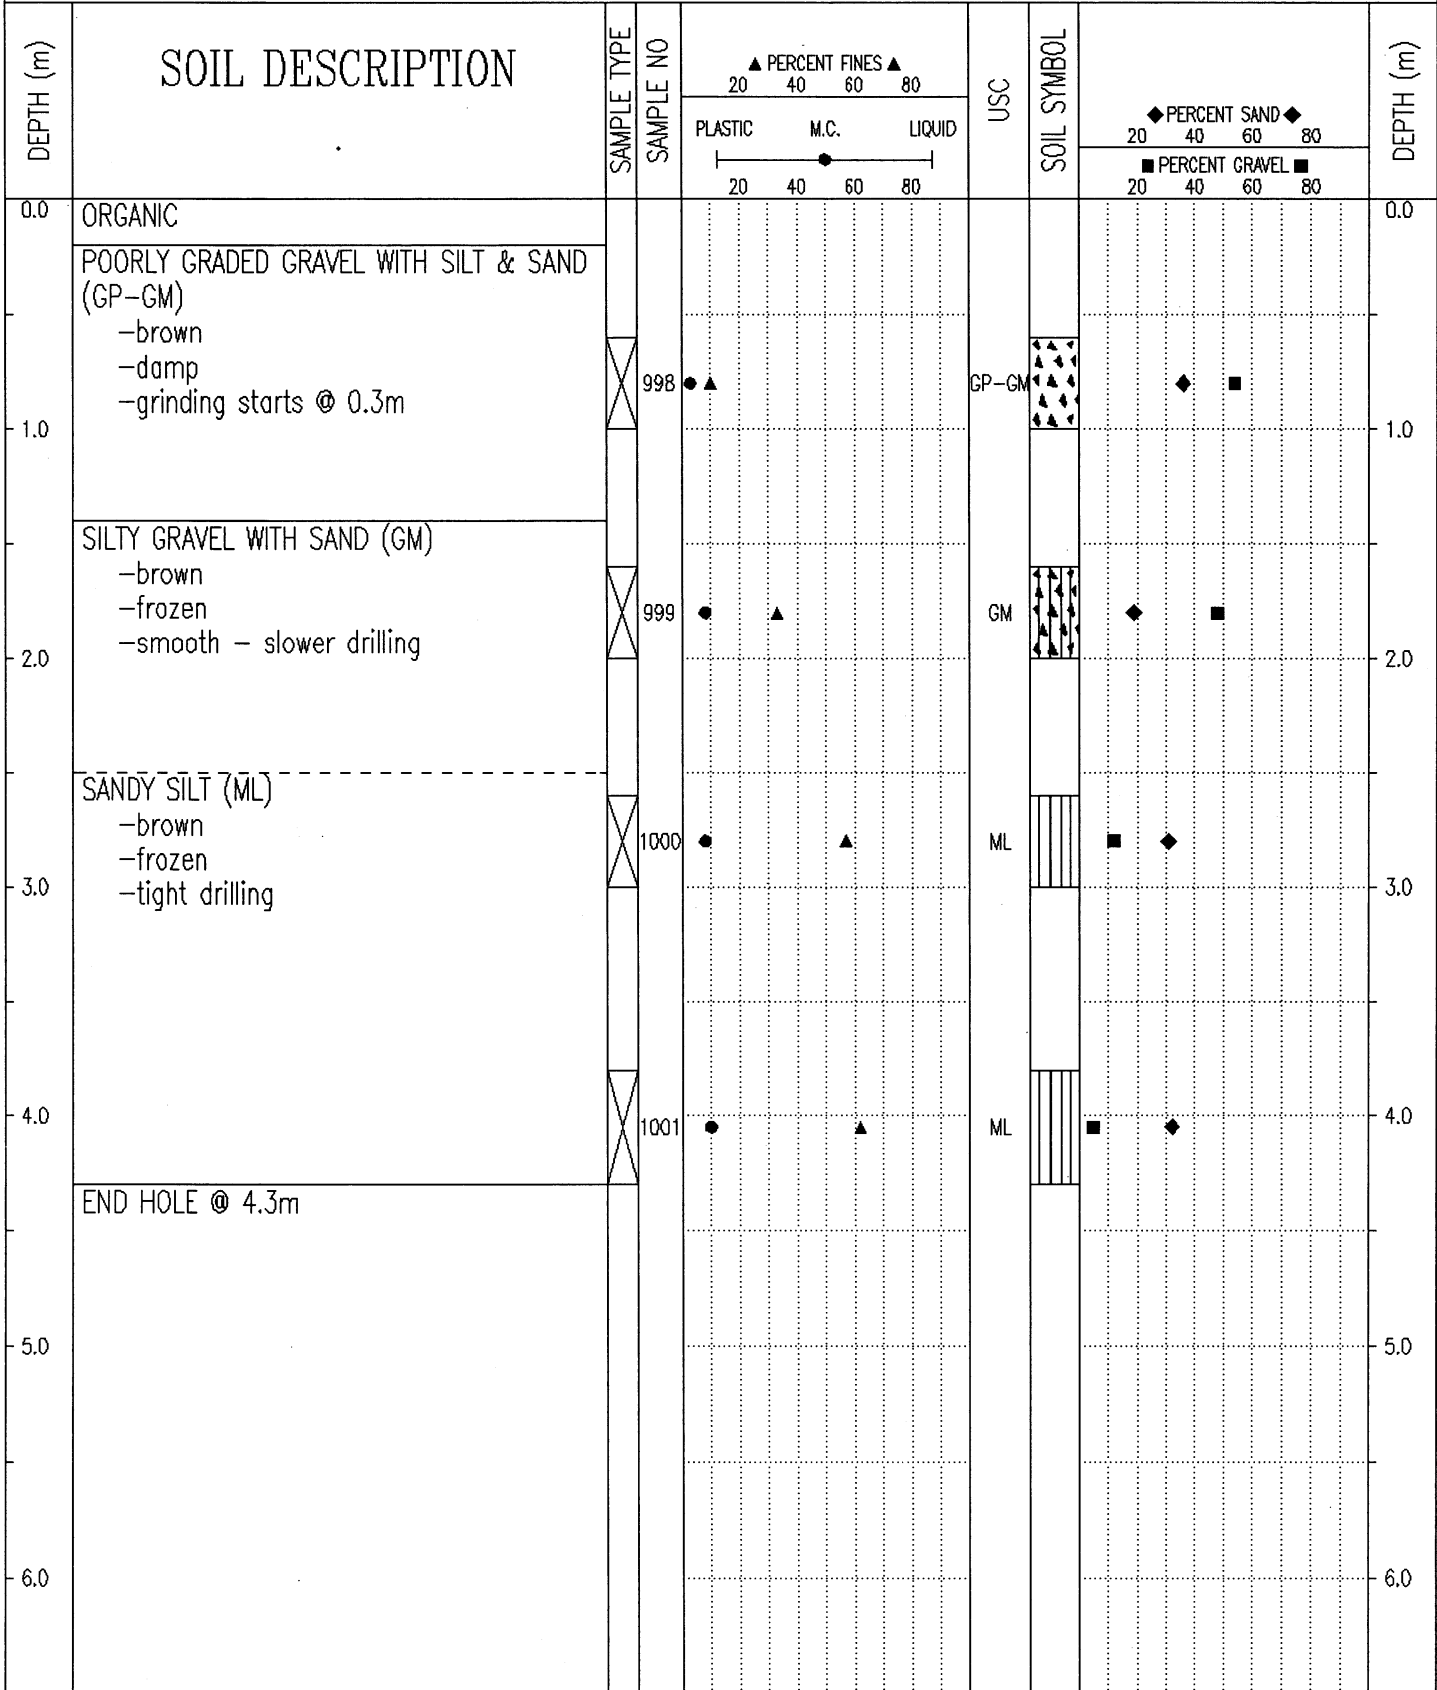 DEPTH (m)
SOIL DESCRIPTION
SAMPLE TYPE
SAMPLE NO
▲ PERCENT FINES ▲
20 40 60 80
PLASTIC M.C. LIQUID
20 40 60 80
USC
SOIL SYMBOL
◆ PERCENT SAND ◆
20 40 60 80
■ PERCENT GRAVEL ■
20 40 60 80
DEPTH (m)
0.0 ORGANIC 0.0
POORLY GRADED GRAVEL WITH SILT & SAND
(GP-GM)
-brown
-damp
998 GP-GM
-grinding starts @ 0.3m
1.0 1.0
SILTY GRAVEL WITH SAND (GM)
-brown
-frozen
999 GM
-smooth - slower drilling
2.0 2.0
SANDY SILT (ML)
-brown
1000 ML
-frozen
3.0 3.0
-tight drilling
4.0 4.0
1001 ML
END HOLE @ 4.3m
5.0 5.0
6.0 6.0